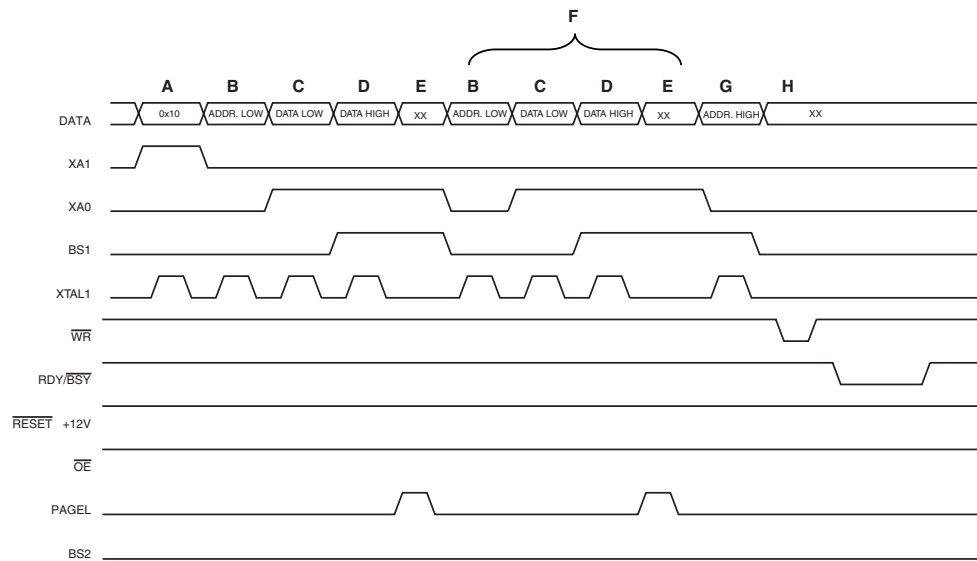 F
A B C D E B C D E G H
DATA 0x10 ADDR. LOW DATA LOW DATA HIGH XX ADDR. LOW DATA LOW DATA HIGH XX ADDR. HIGH XX
XA1
XA0
BS1
XTAL1
WR
RDY/BSY
RESET +12V
OE
PAGEL
BS2